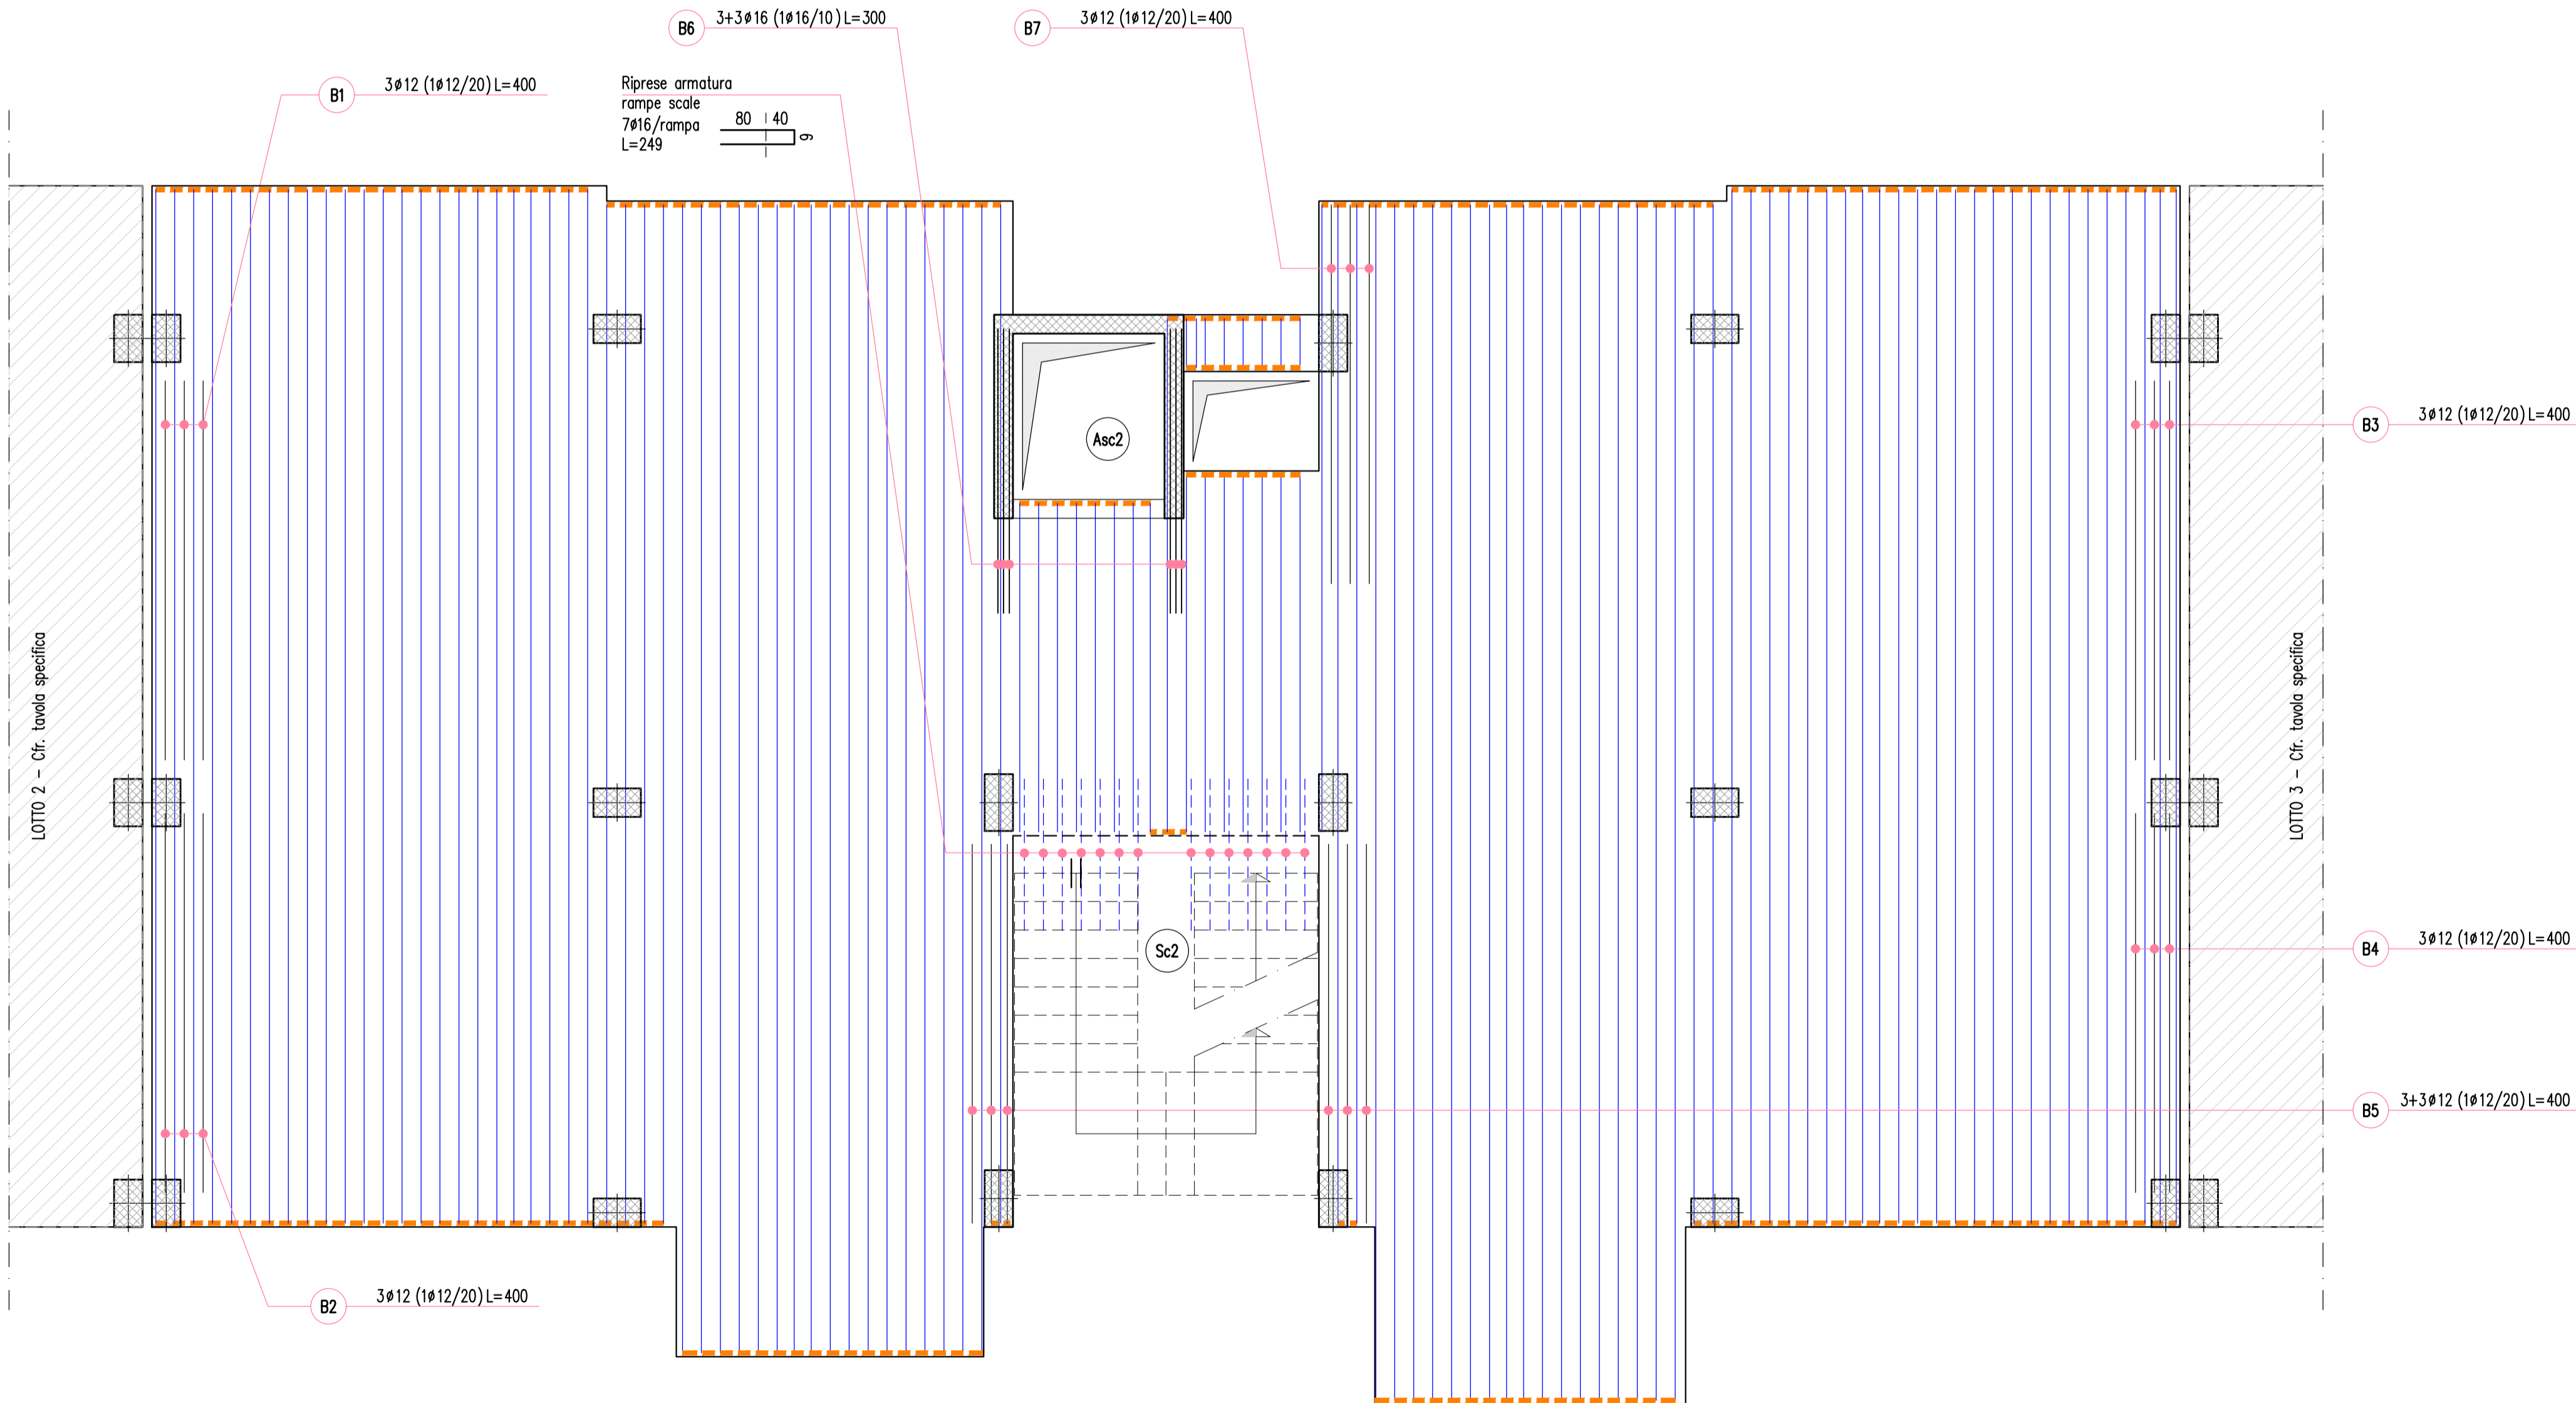 B6
3+3ø16 (1ø16/10) L=300
B7
3ø12 (1ø12/20) L=400
B1
3ø12 (1ø12/20) L=400
Riprese armatura
rampe scale
7ø16/rampa
L=249
80 40
9
Asc2
B3
3ø12 (1ø12/20) L=400
LOTTO 2 - Cfr. tavola specifica
LOTTO 3 - Cfr. tavola specifica
Sc2
B4
3ø12 (1ø12/20) L=400
B5
3+3ø12 (1ø12/20) L=400
B2
3ø12 (1ø12/20) L=400